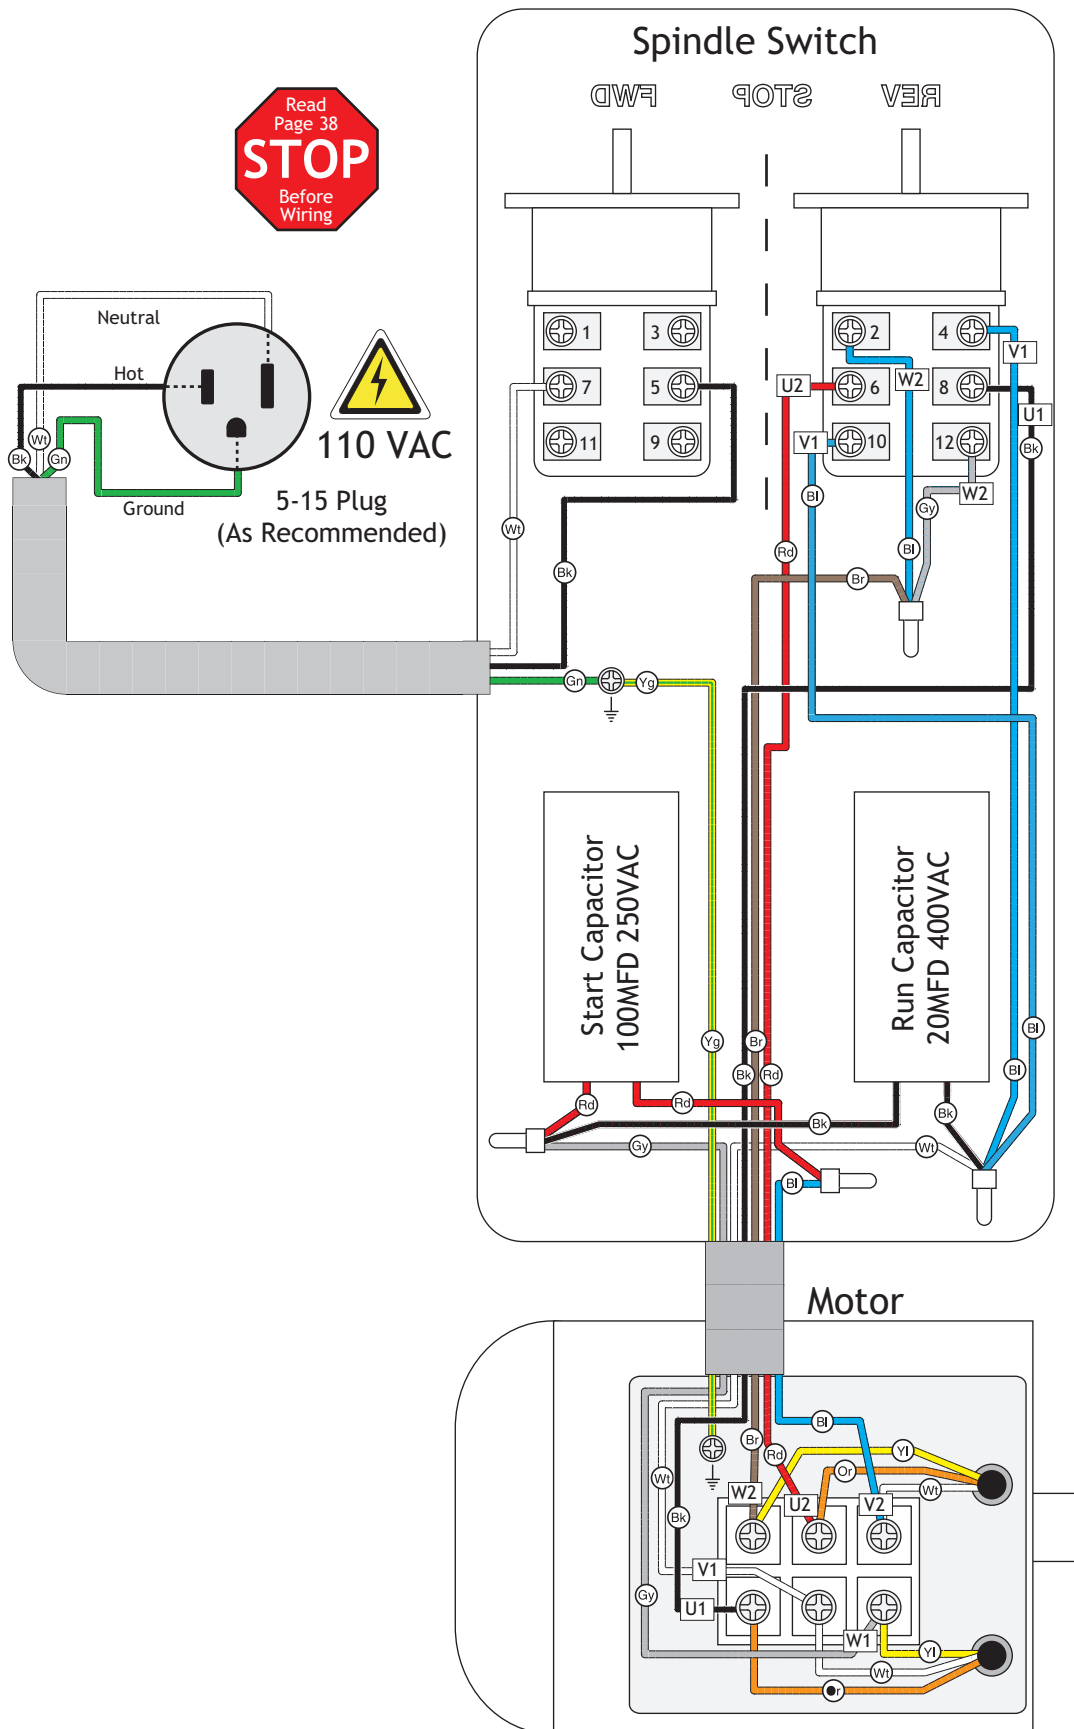 Spindle Switch
FWD STOP REV
Read
Page 38
STOP
Before
Wiring
Neutral
Hot
Wt
Bk
Gn
Ground
110 VAC
5-15 Plug
(As Recommended)
1
3
7
5
11
9
2
4
6
8
10
12
V1
W2
U2
U1
V1
W2
Bk
Bl
Gy
Wt
Rd
Bl
Bk
Br
Gn
Yg
Start Capacitor
100MFD 250VAC
Run Capacitor
20MFD 400VAC
Yg
Br
Bl
Bk
Rd
Bl
Rd
Rd
Bk
Bk
Gy
Wt
Bl
Motor
Bl
Br
Rd
Yl
Or
Wt
Wt
W2
U2
V2
Bk
V1
Gy
U1
W1
Yl
Wt
Or